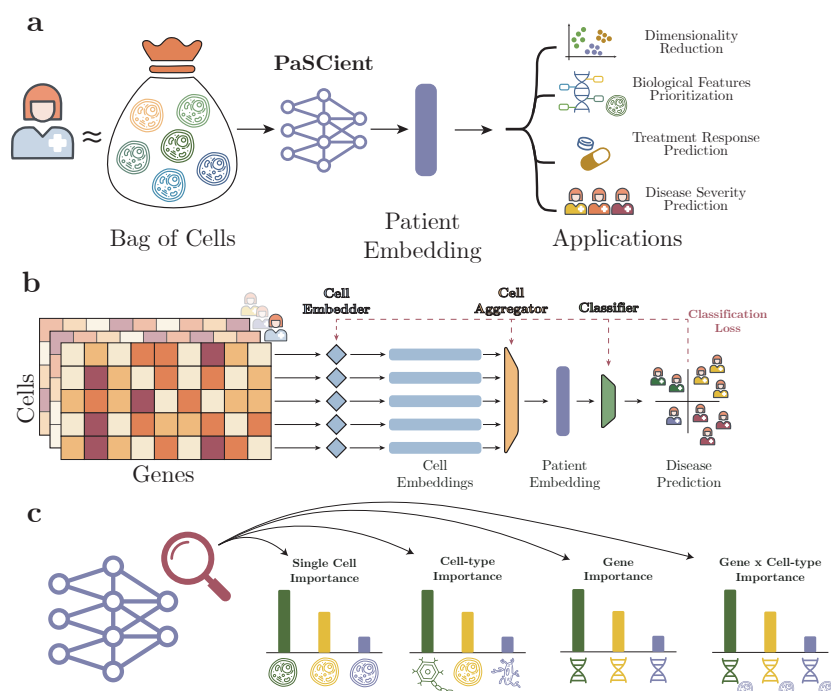 a
PaSCient
≈
Bag of Cells
Patient
Embedding
Applications
Dimensionality
Reduction
Biological Features
Prioritization
Treatment Response
Prediction
Disease Severity
Prediction
b
Cell
Embedder
Cell
Aggregator
Classifier
Classification
Loss
Cells
Genes
Cell
Embeddings
Patient
Embedding
Disease
Prediction
c
Single Cell
Importance
Cell-type
Importance
Gene
Importance
Gene x Cell-type
Importance